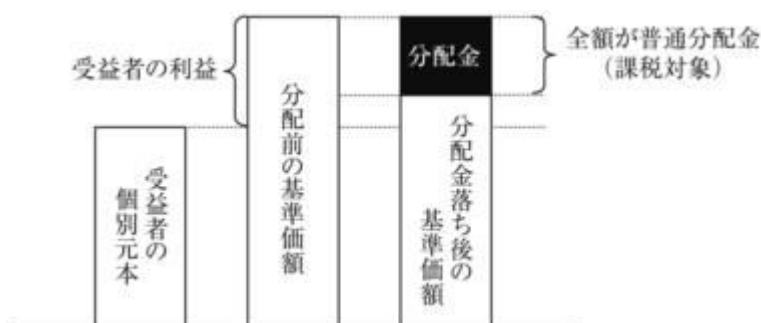 受益者の利益
分配金
全額が普通分配金
（課税対象）
受益者の
個別元本
分配前の基準価額
分配金落ち後の
基準価額